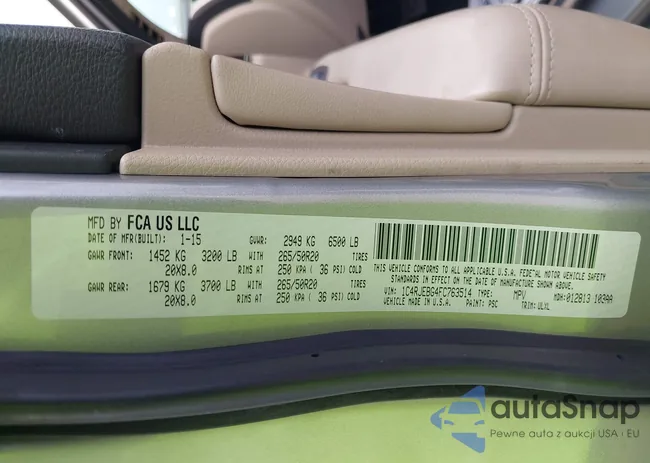 MFD BY FCA US LLC
DATE OF MFR(BUILT): 1-15 GVWR: 2949 KG 6500 LB
GAWR FRONT: 1452 KG 3200 LB WITH 265/50R20 TIRES
20X8.0 RIMS AT 250 KPA ( 36 PSI) COLD
GAWR REAR: 1679 KG 3700 LB WITH 265/50R20 TIRES
20X8.0 RIMS AT 250 KPA ( 36 PSI) COLD
THIS VEHICLE CONFORMS TO ALL APPLICABLE U.S.A. FEDERAL MOTOR VEHICLE SAFETY
STANDARDS IN EFFECT ON THE DATE OF MANUFACTURE SHOWN ABOVE.
VIN: 1C4RJEBG4FC763514 TYPE: MPV MDH: 012813 103AA
VEHICLE MADE IN U.S.A. PAINT: PSC TRIM: ULXL
autaSnap
Pewne auta z aukcji USA i EU